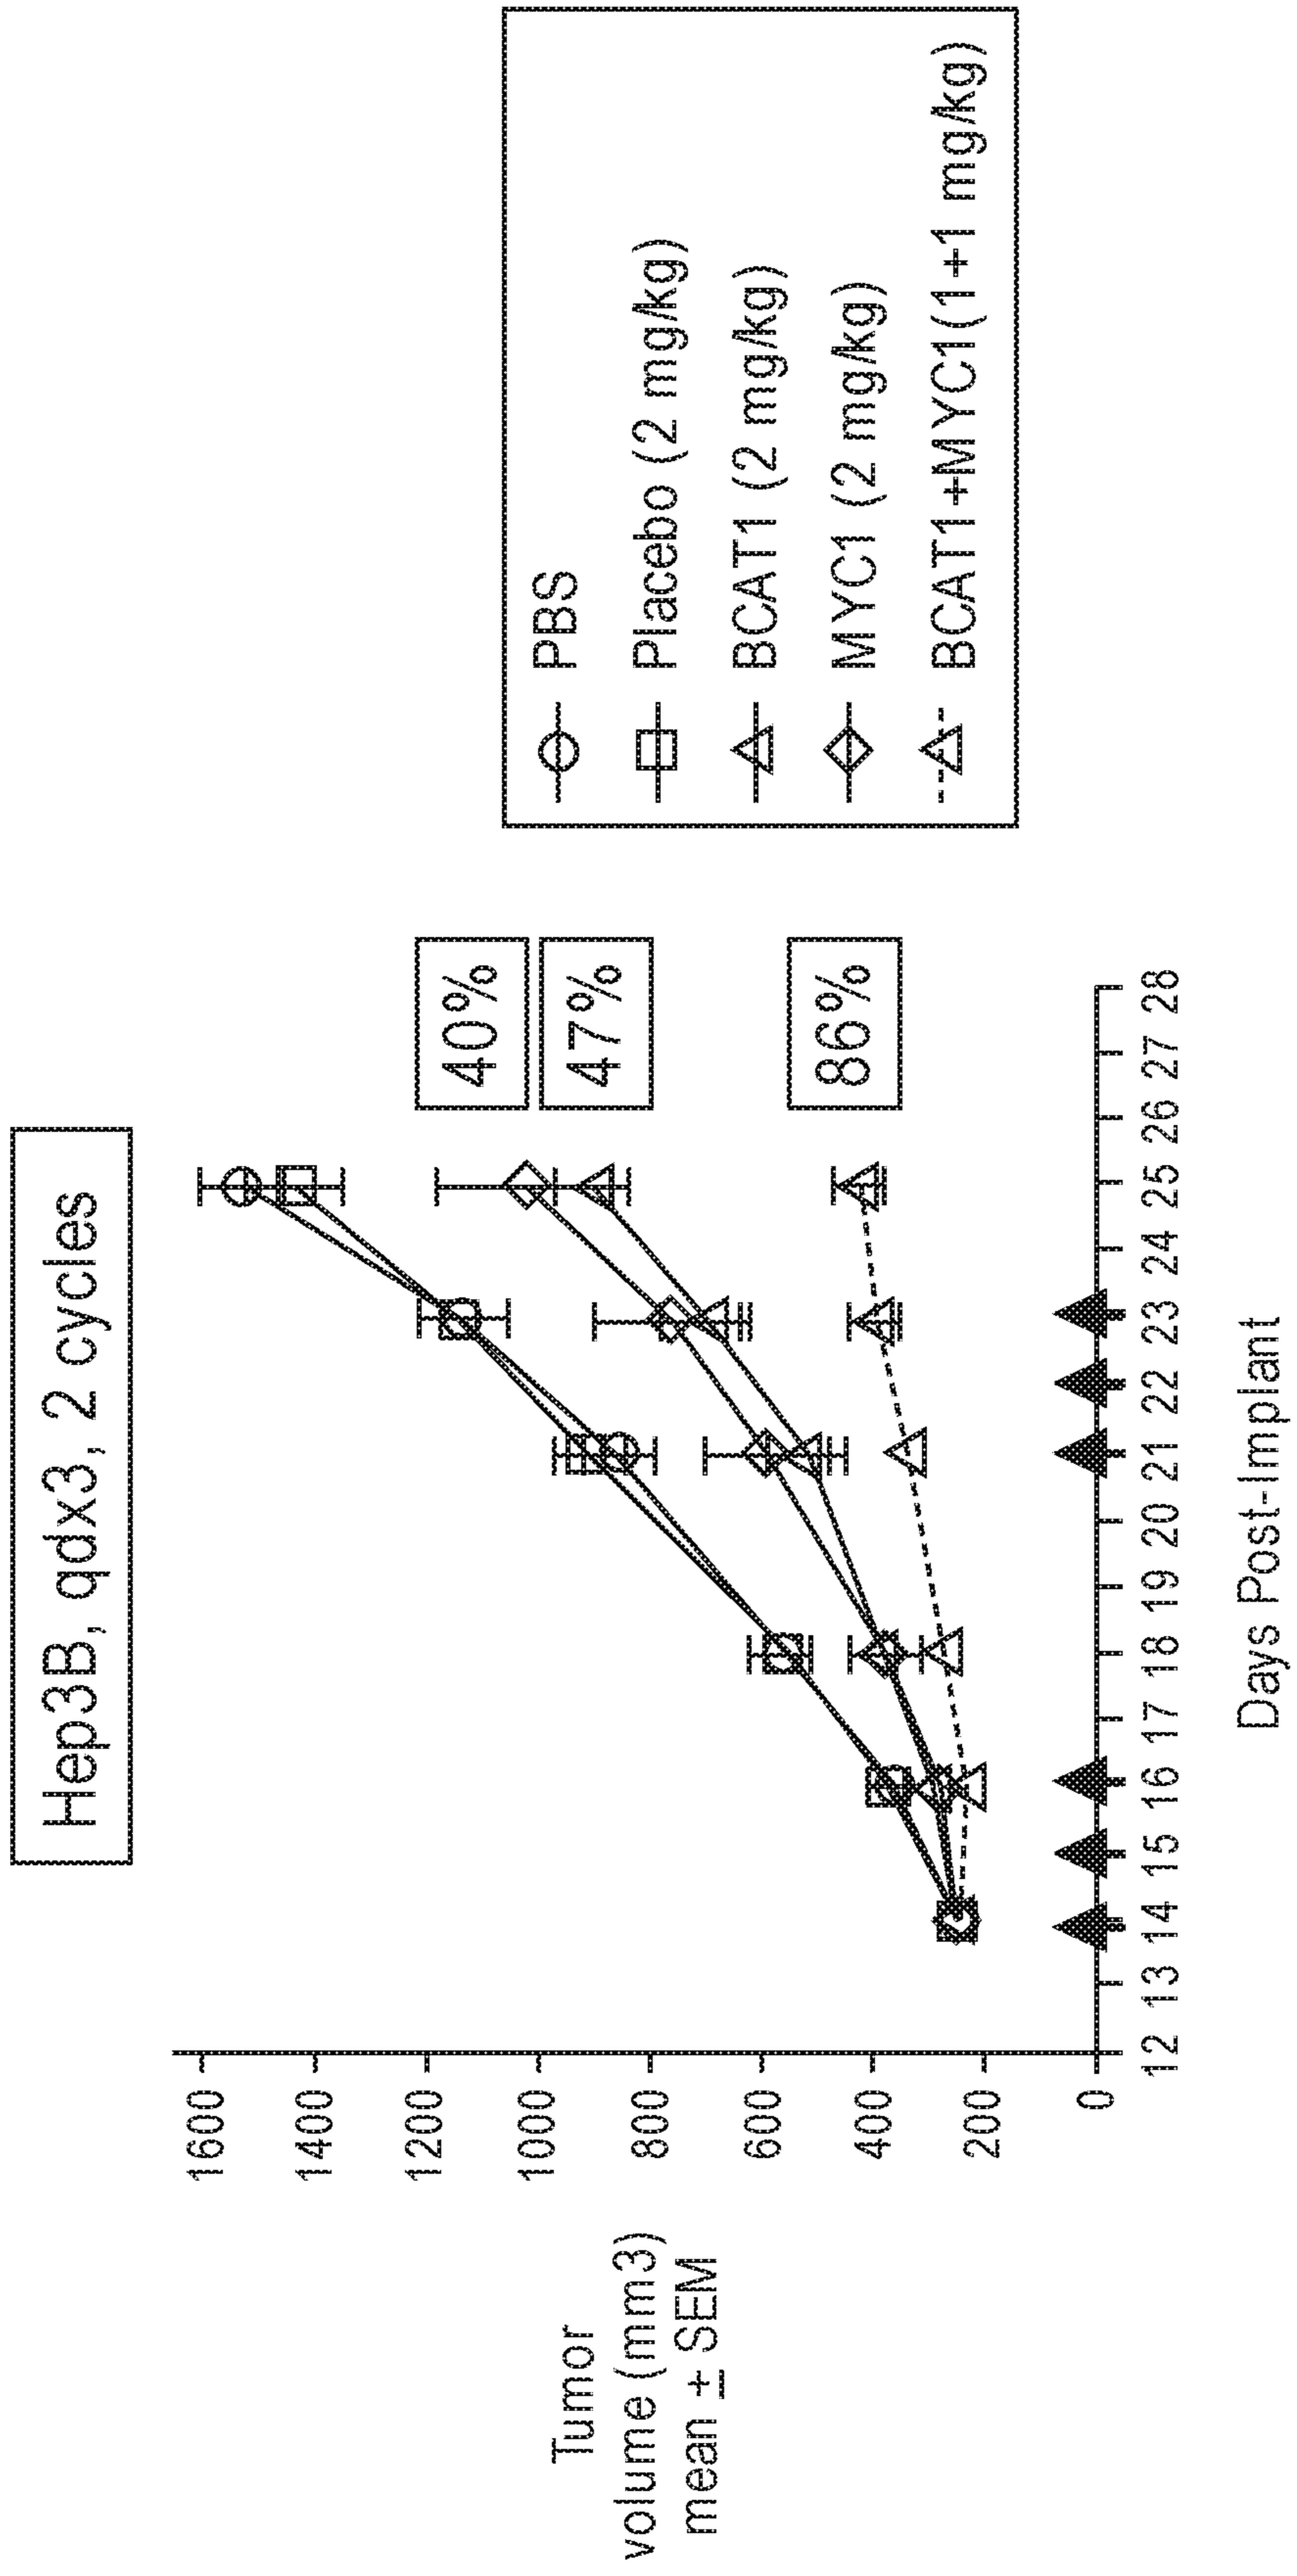 Hep3B, qdx3, 2 cycles
Tumor
volume (mm3)
mean ± SEM
1600
1400
1200
1000
800
600
400
200
0
12 13 14 15 16 17 18 19 20 21 22 23 24 25 26 27 28
Days Post-Implant
40%
47%
86%
PBS
Placebo (2 mg/kg)
BCAT1 (2 mg/kg)
MYC1 (2 mg/kg)
BCAT1+MYC1(1+1 mg/kg)